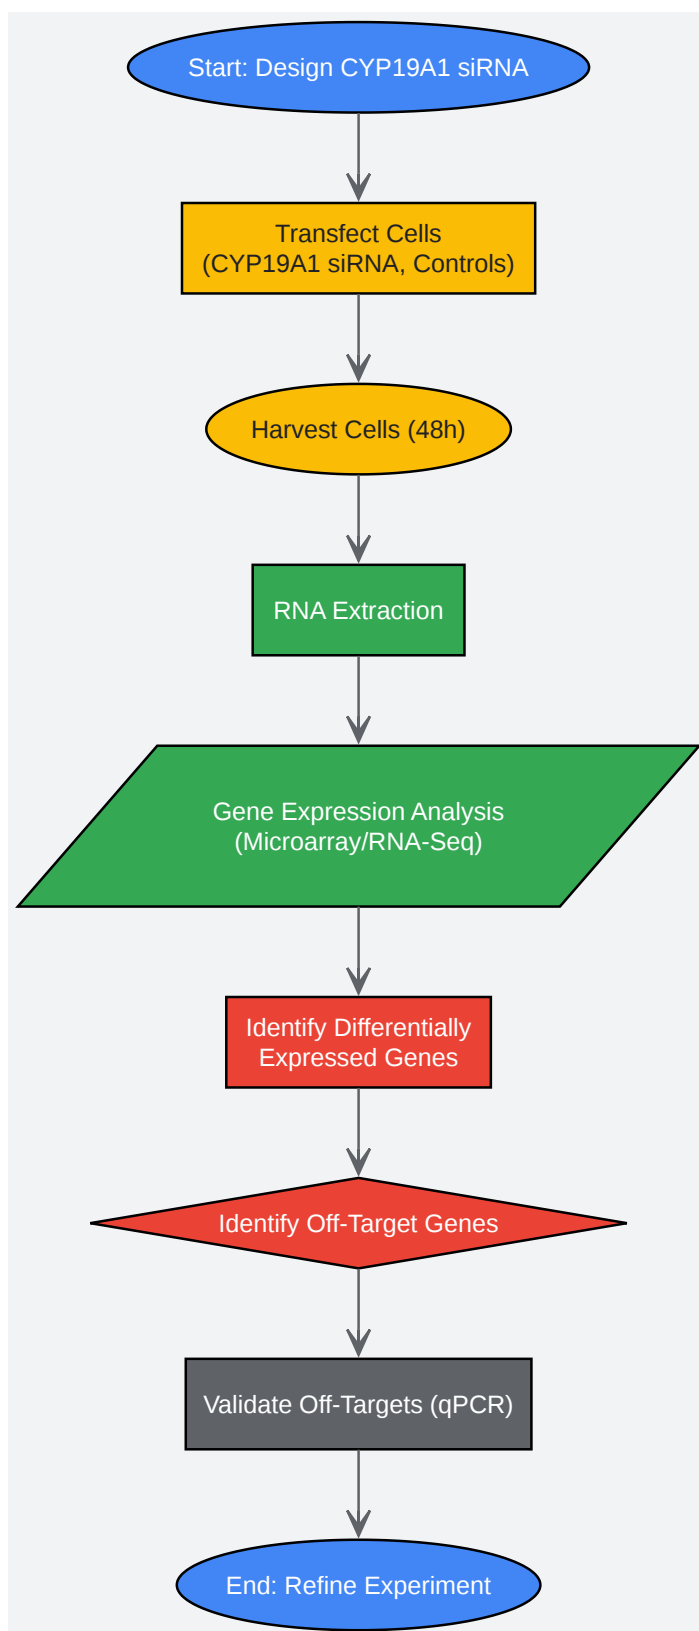 Start: Design CYP19A1 siRNA
Transfect Cells
(CYP19A1 siRNA, Controls)
Harvest Cells (48h)
RNA Extraction
Gene Expression Analysis
(Microarray/RNA-Seq)
Identify Differentially
Expressed Genes
Identify Off-Target Genes
Validate Off-Targets (qPCR)
End: Refine Experiment